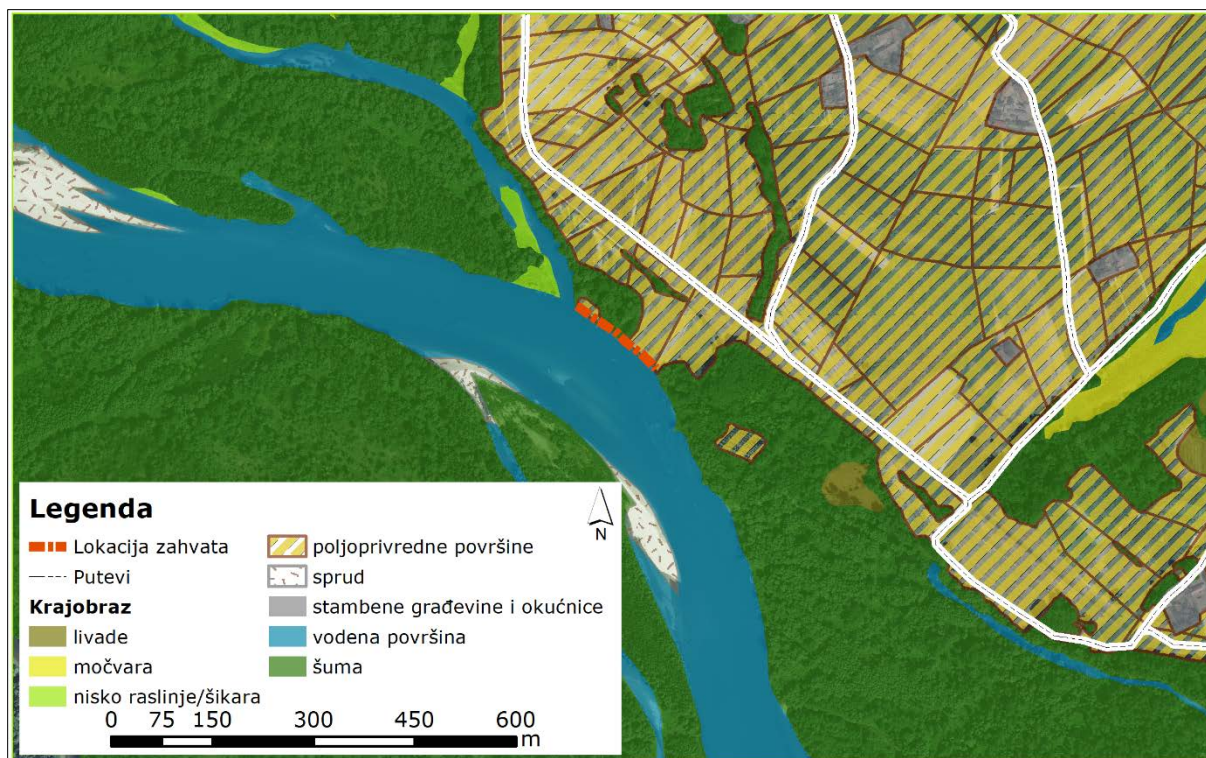 Legenda
Lokacija zahvata
Putevi
Krajobraz
livade
močvara
nisko raslinje/šikara
poljoprivredne površine
sprud
stambene građevine i okućnice
vodena površina
šuma
N
0 75 150 300 450 600
m